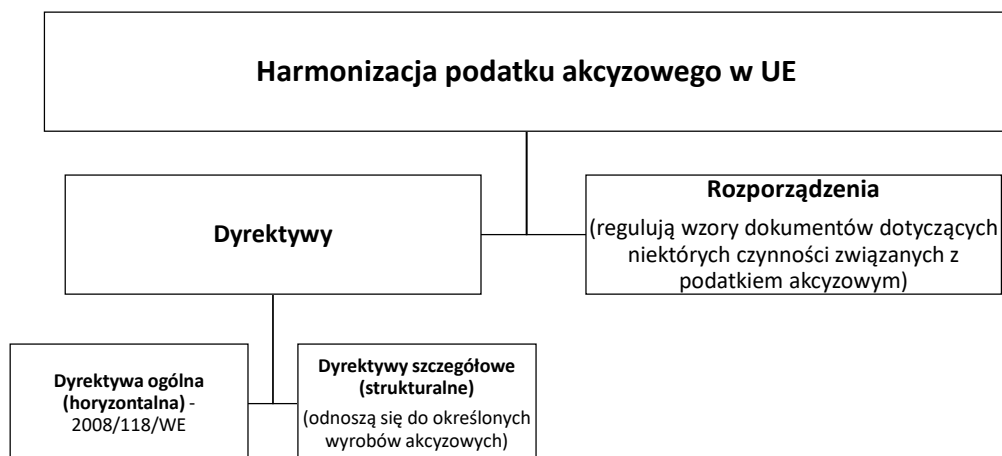 Harmonizacja podatku akcyzowego w UE
Dyrektywy
Rozporządzenia
(regulują wzory dokumentów dotyczących
niektórych czynności związanych z
podatkiem akcyzowym)
Dyrektywa ogólna
(horyzontalna) -
2008/118/WE
Dyrektywy szczegółowe
(strukturalne)
(odnoszą się do określonych
wyrobów akcyzowych)